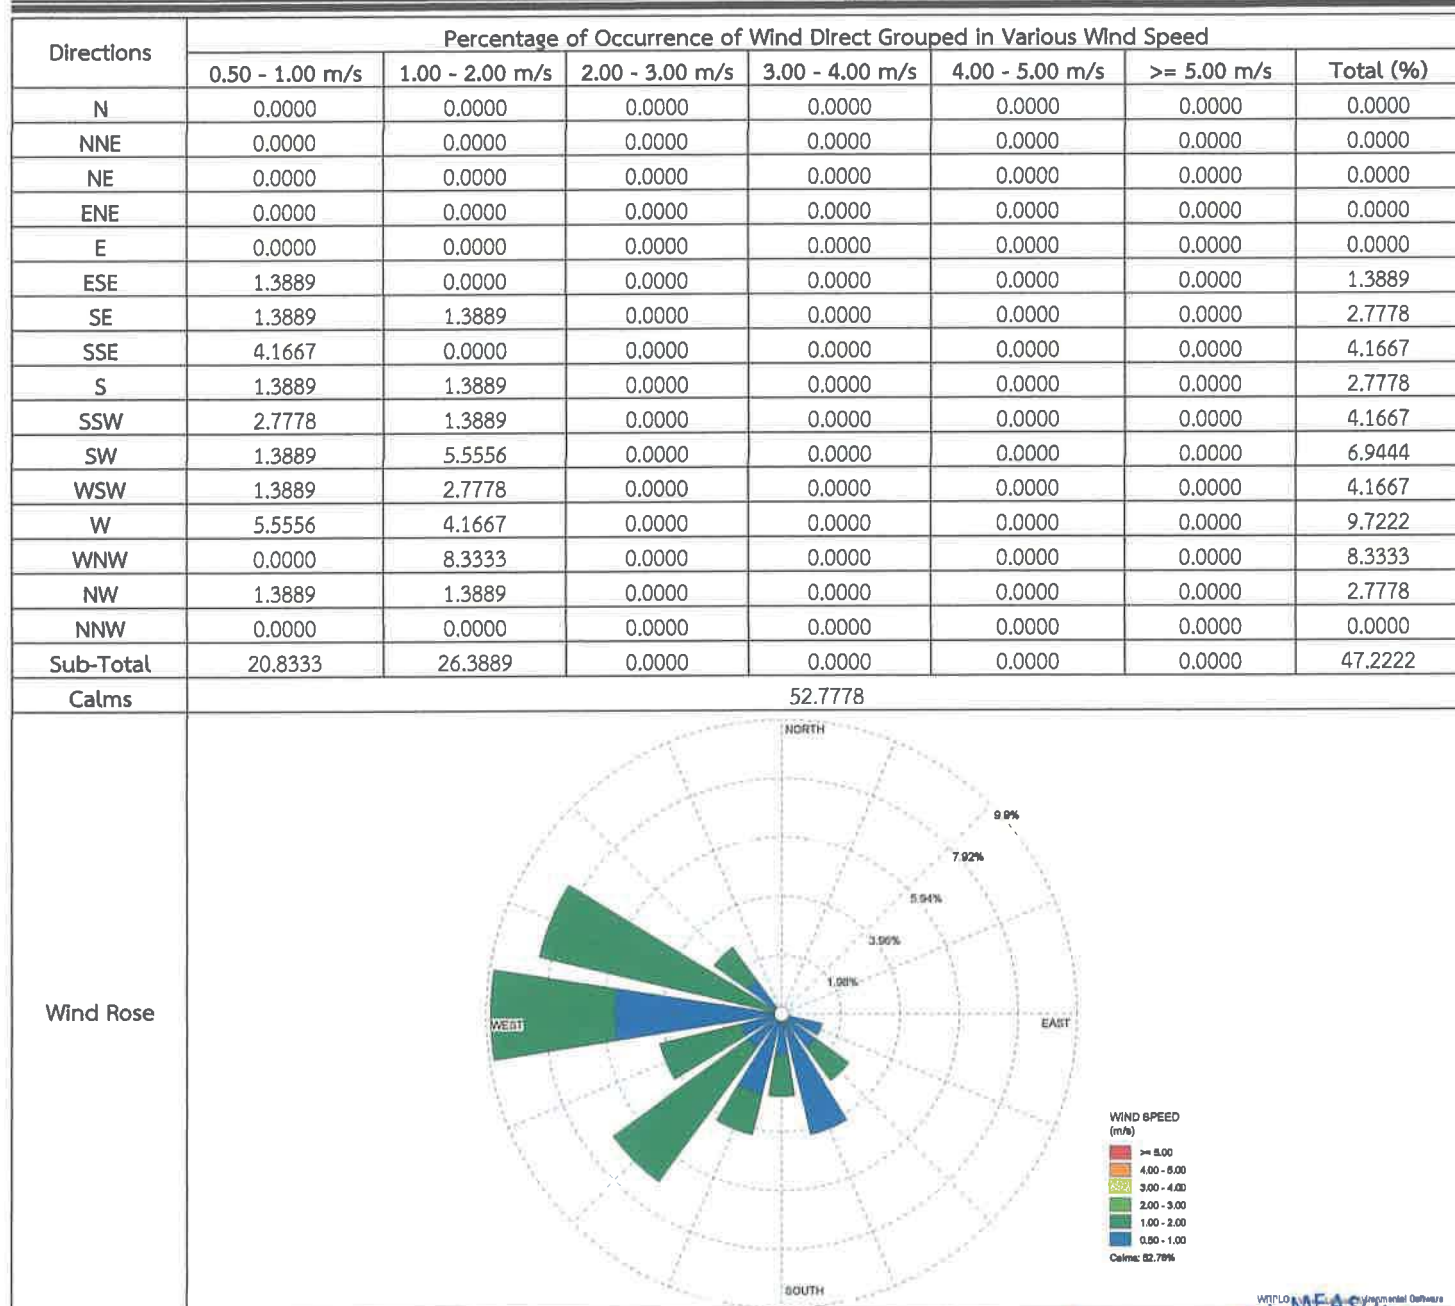 Directions
Percentage of Occurrence of Wind Direct Grouped in Various Wind Speed
0.50 - 1.00 m/s 1.00 - 2.00 m/s 2.00 - 3.00 m/s 3.00 - 4.00 m/s 4.00 - 5.00 m/s >= 5.00 m/s Total (%)
N 0.0000 0.0000 0.0000 0.0000 0.0000 0.0000 0.0000
NNE 0.0000 0.0000 0.0000 0.0000 0.0000 0.0000 0.0000
NE 0.0000 0.0000 0.0000 0.0000 0.0000 0.0000 0.0000
ENE 0.0000 0.0000 0.0000 0.0000 0.0000 0.0000 0.0000
E 0.0000 0.0000 0.0000 0.0000 0.0000 0.0000 0.0000
ESE 1.3889 0.0000 0.0000 0.0000 0.0000 0.0000 1.3889
SE 1.3889 1.3889 0.0000 0.0000 0.0000 0.0000 2.7778
SSE 4.1667 0.0000 0.0000 0.0000 0.0000 0.0000 4.1667
S 1.3889 1.3889 0.0000 0.0000 0.0000 0.0000 2.7778
SSW 2.7778 1.3889 0.0000 0.0000 0.0000 0.0000 4.1667
SW 1.3889 5.5556 0.0000 0.0000 0.0000 0.0000 6.9444
WSW 1.3889 2.7778 0.0000 0.0000 0.0000 0.0000 4.1667
W 5.5556 4.1667 0.0000 0.0000 0.0000 0.0000 9.7222
WNW 0.0000 8.3333 0.0000 0.0000 0.0000 0.0000 8.3333
NW 1.3889 1.3889 0.0000 0.0000 0.0000 0.0000 2.7778
NNW 0.0000 0.0000 0.0000 0.0000 0.0000 0.0000 0.0000
Sub-Total 20.8333 26.3889 0.0000 0.0000 0.0000 0.0000 47.2222
Calms 52.7778
Wind Rose
NORTH
9.9%
7.92%
5.94%
3.96%
1.98%
WEST
EAST
SOUTH
WIND SPEED
(m/s)
>= 5.00
4.00 - 5.00
3.00 - 4.00
2.00 - 3.00
1.00 - 2.00
0.50 - 1.00
Calms: 52.78%